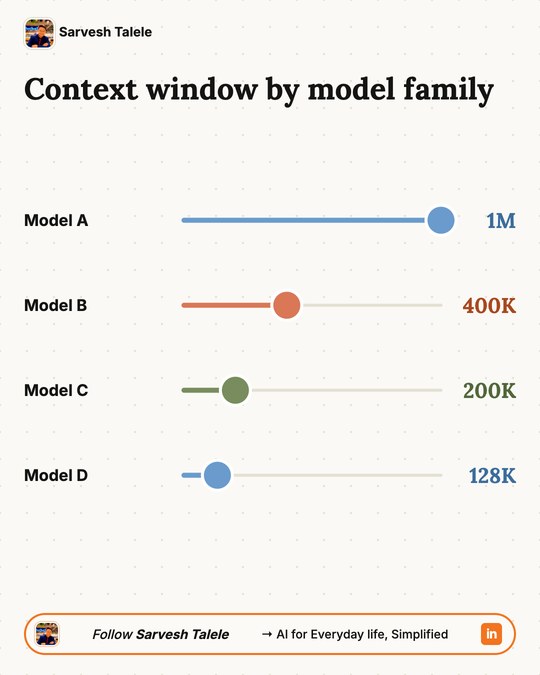 Sarvesh Talele
Context window by model family
Model A 1M
Model B 400K
Model C 200K
Model D 128K
Follow Sarvesh Talele → AI for Everyday life, Simplified in